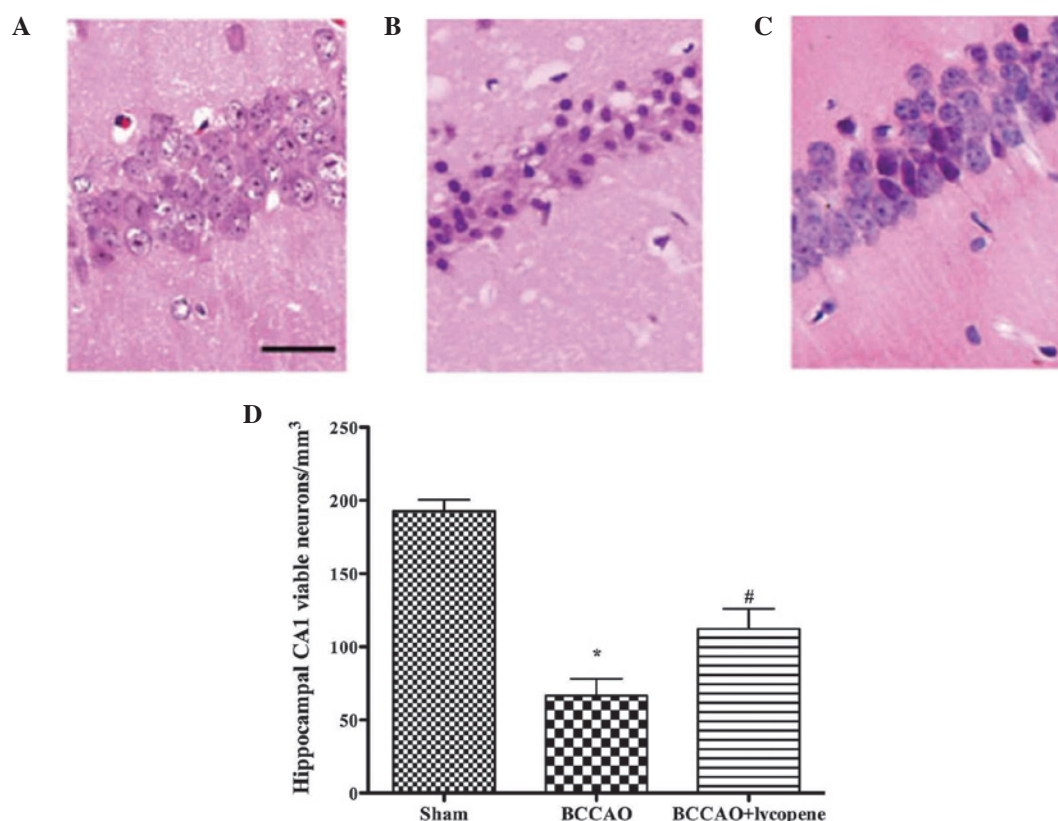 A
B
C
D
Hippocampal CA1 viable neurons/mm³
250
200
150
100
50
0
*
#
Sham
BCCAO
BCCAO+lycopene